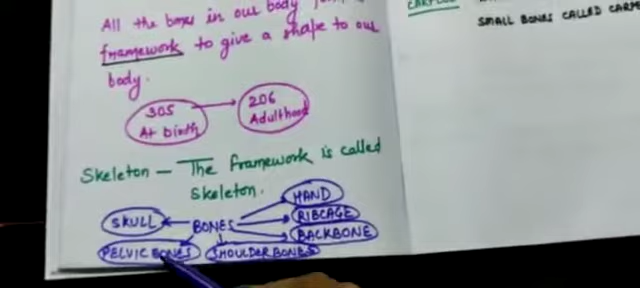 All the bones in our body
framework to give a shape to our
body.
305
At birth
206
Adulthood
Skeleton — The framework is called
Skeleton.
HAND
SKULL
BONES
RIBCAGE
BACKBONE
PELVIC BONES
SHOULDER BONES
SMALL BONES CALLED